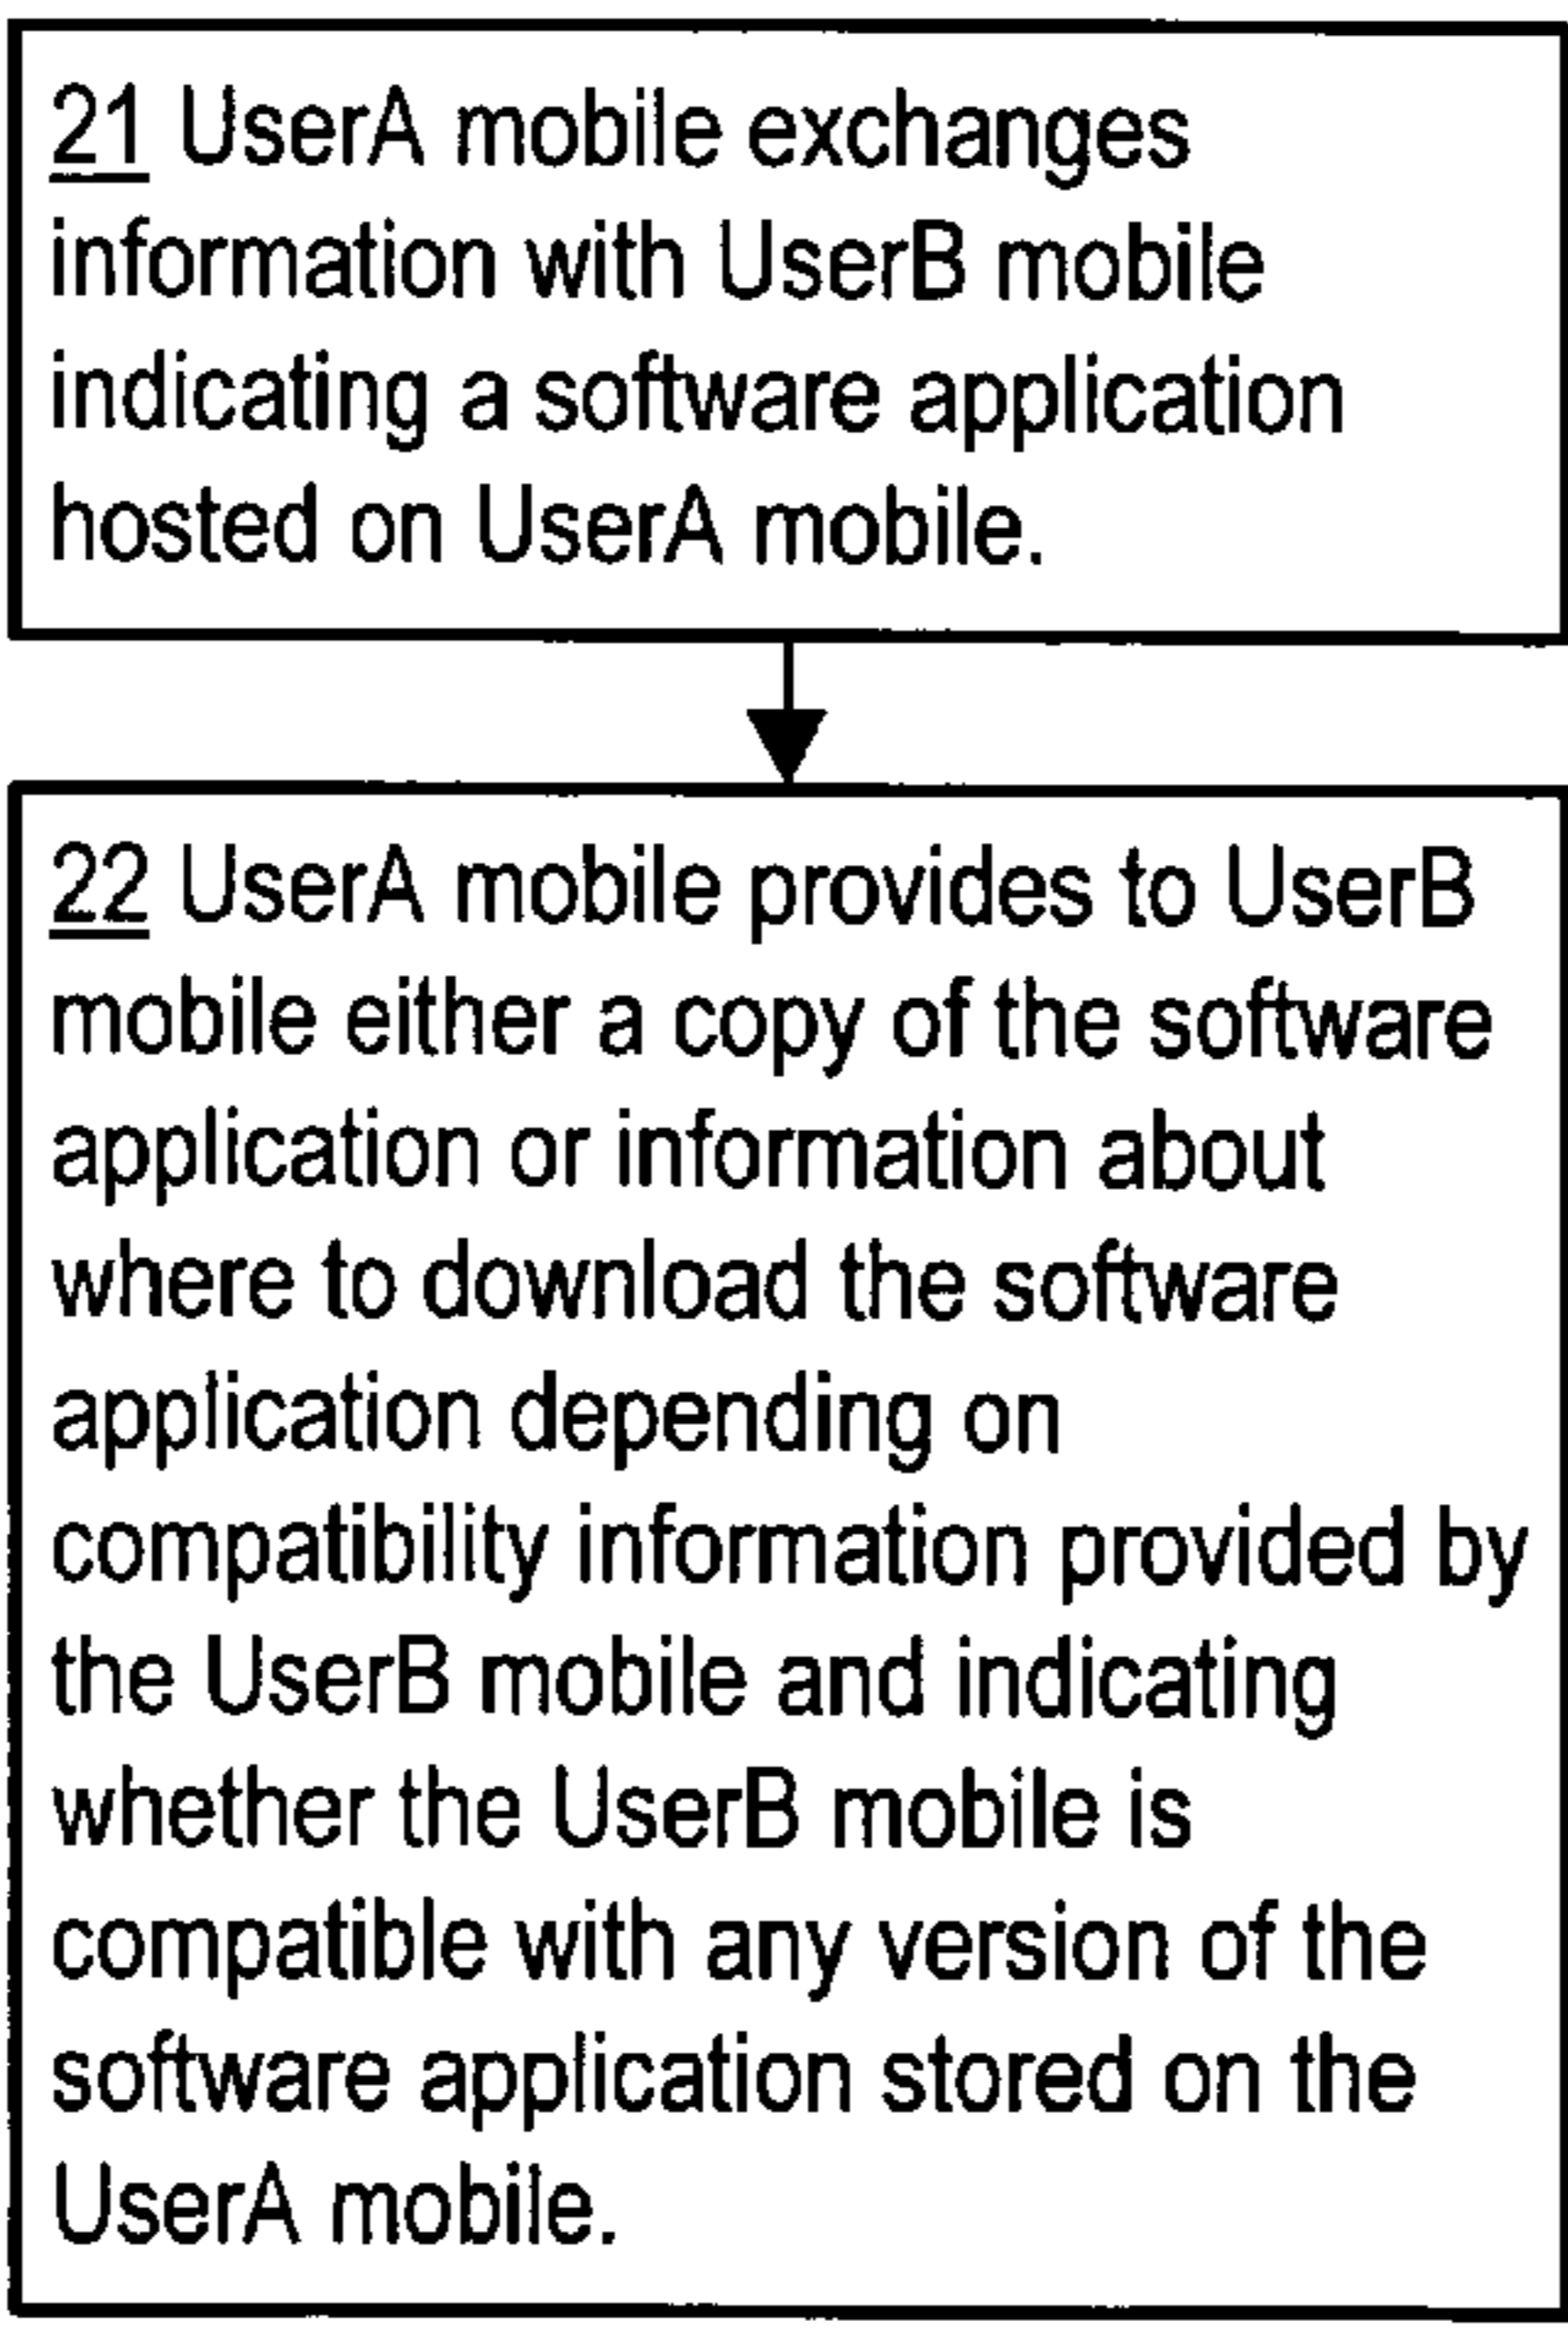 21 UserA mobile exchanges
information with UserB mobile
indicating a software application
hosted on UserA mobile.
22 UserA mobile provides to UserB
mobile either a copy of the software
application or information about
where to download the software
application depending on
compatibility information provided by
the UserB mobile and indicating
whether the UserB mobile is
compatible with any version of the
software application stored on the
UserA mobile.